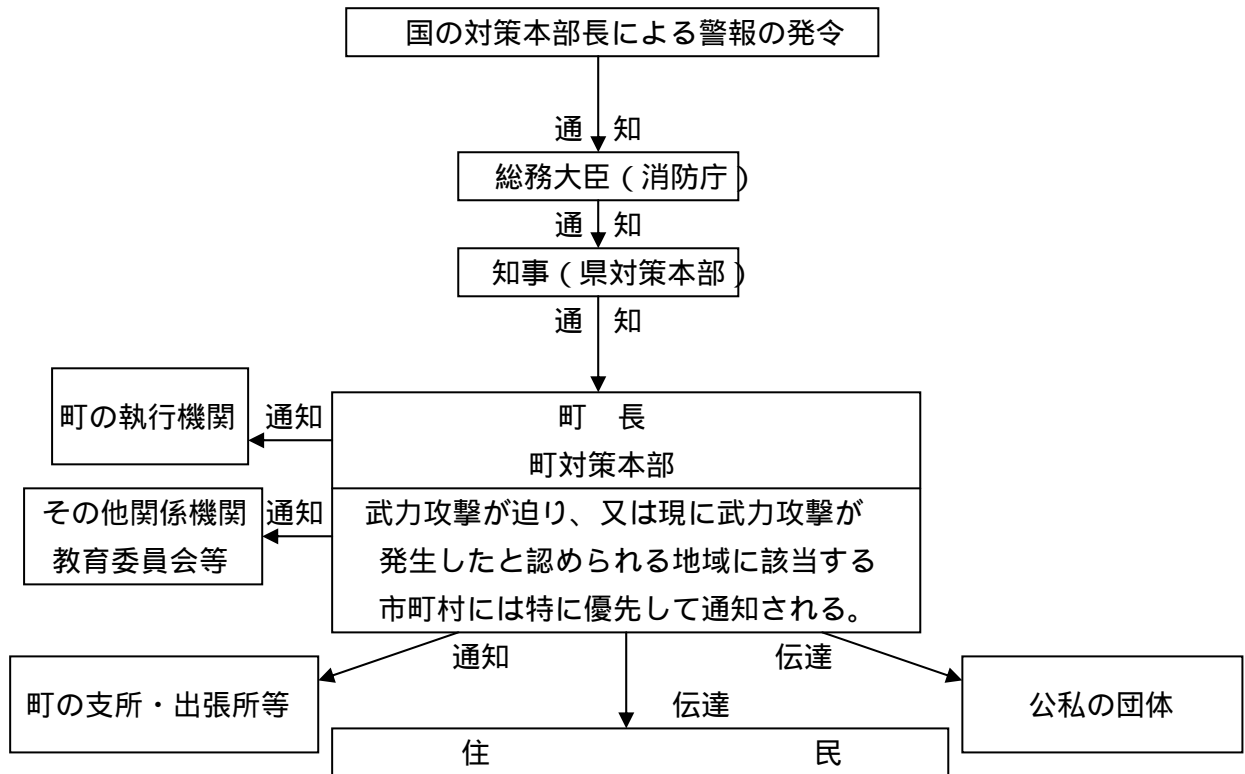 国の対策本部長による警報の発令
通知
総務大臣(消防庁)
通知
知事(県対策本部)
通知
町の執行機関
通知
町 長
町対策本部
その他関係機関
教育委員会等
通知
武力攻撃が迫り、又は現に武力攻撃が
発生したと認められる地域に該当する
市町村には特に優先して通知される。
通知
伝達
町の支所・出張所等
伝達
公私の団体
住 民